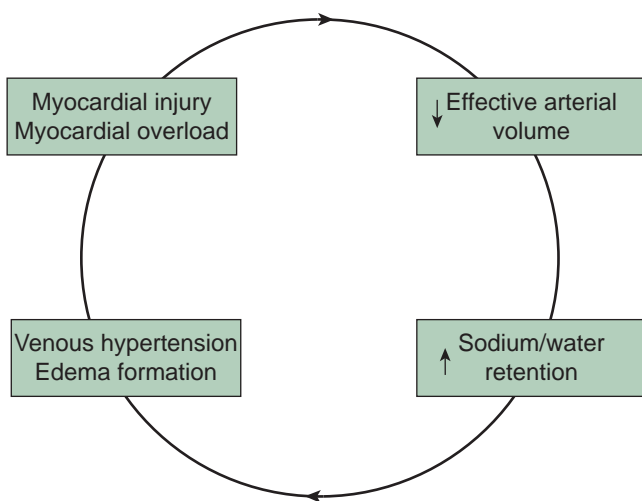 Myocardial injury
Myocardial overload
↓ Effective arterial
volume
Venous hypertension
Edema formation
↑ Sodium/water
retention